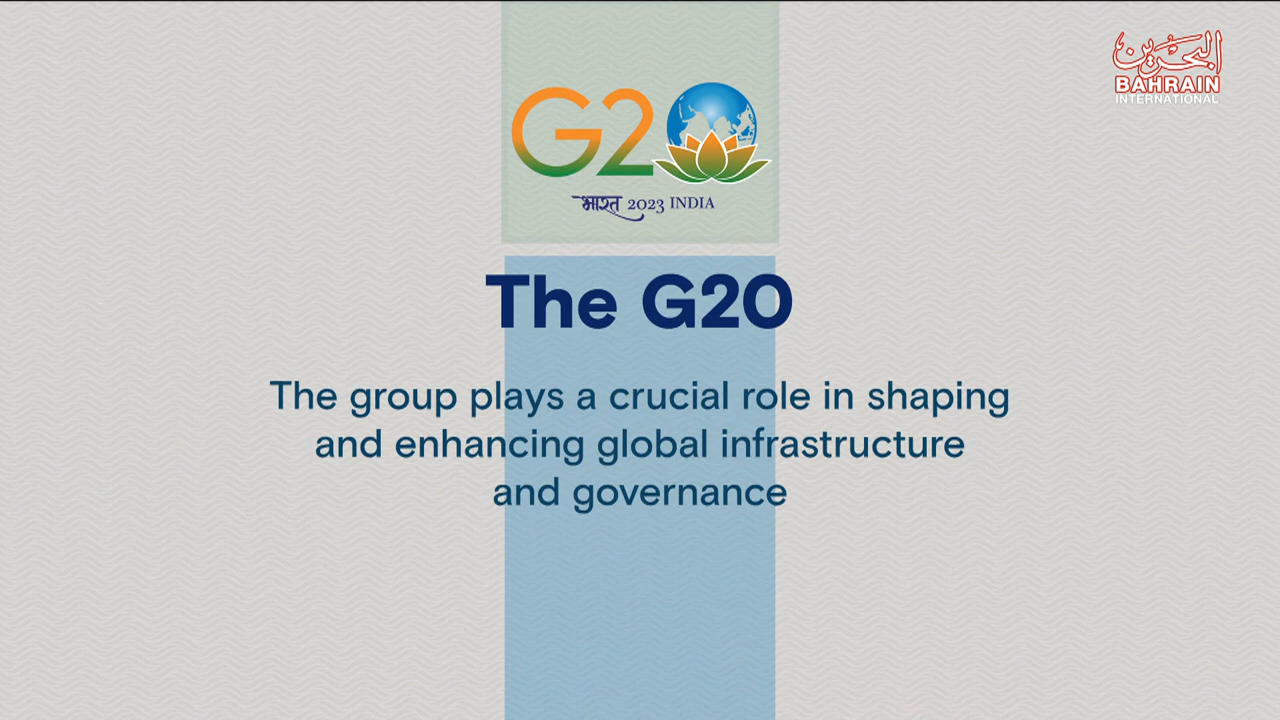 البحرين
BAHRAIN
INTERNATIONAL
G20
भारत 2023 INDIA
The G20
The group plays a crucial role in shaping
and enhancing global infrastructure
and governance